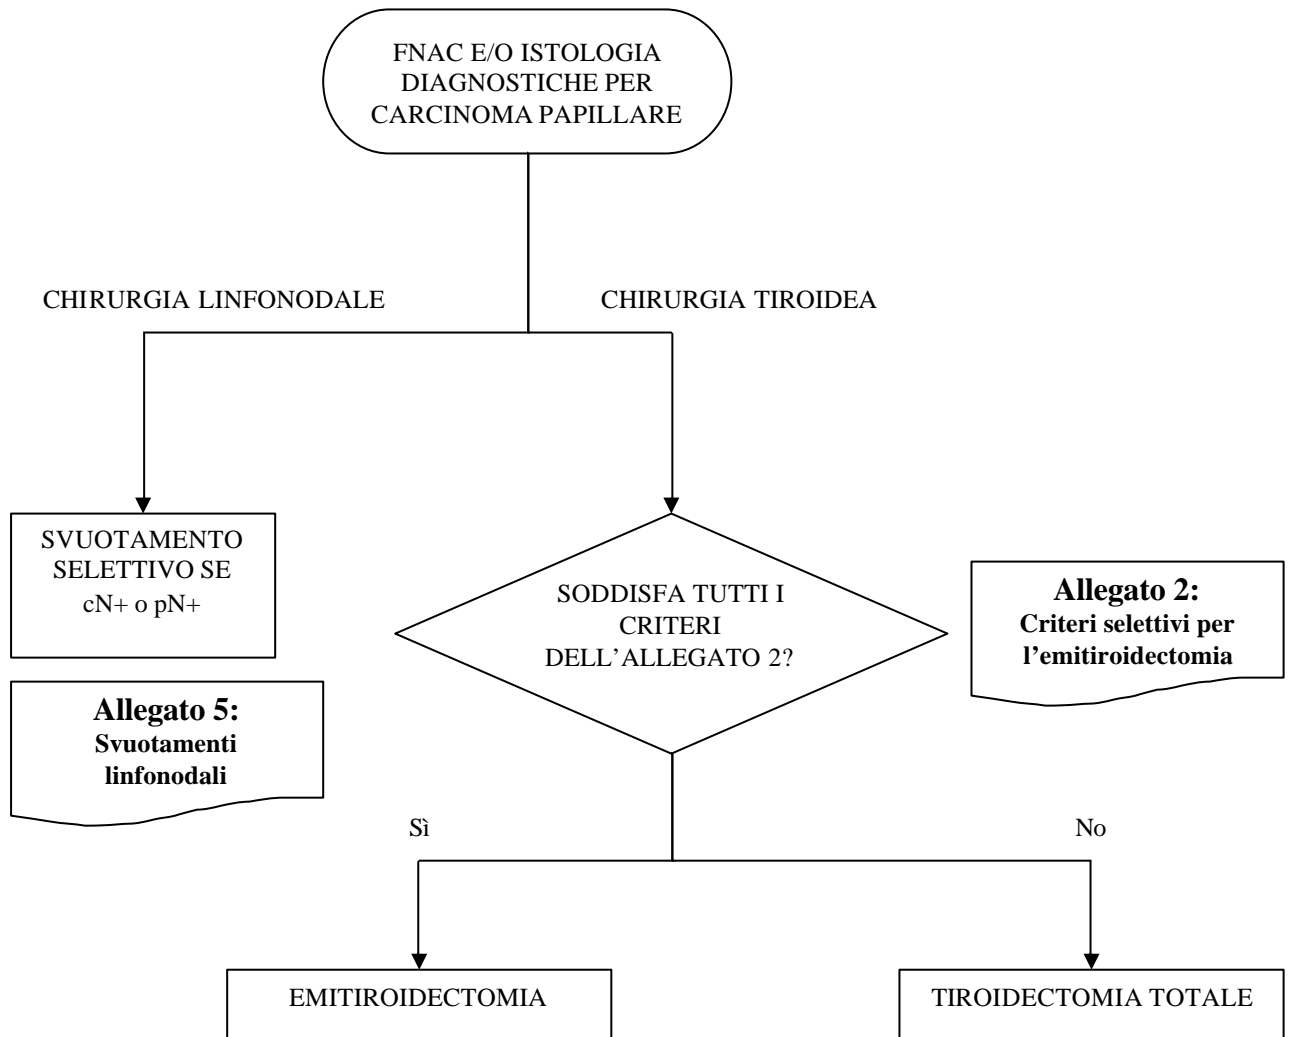 FNAC E/O ISTOLOGIA
DIAGNOSTICHE PER
CARCINOMA PAPILLARE
CHIRURGIA LINFONODALE
CHIRURGIA TIROIDEA
SVUOTAMENTO
SELETTIVO SE
cN+ o pN+
SODDISFA TUTTI I
CRITERI
DELL’ALLEGATO 2?
Allegato 2:
Criteri selettivi per
l’emitiroidectomia
Allegato 5:
Svuotamenti
linfonodali
Sì
No
EMITIROIDECTOMIA
TIROIDECTOMIA TOTALE